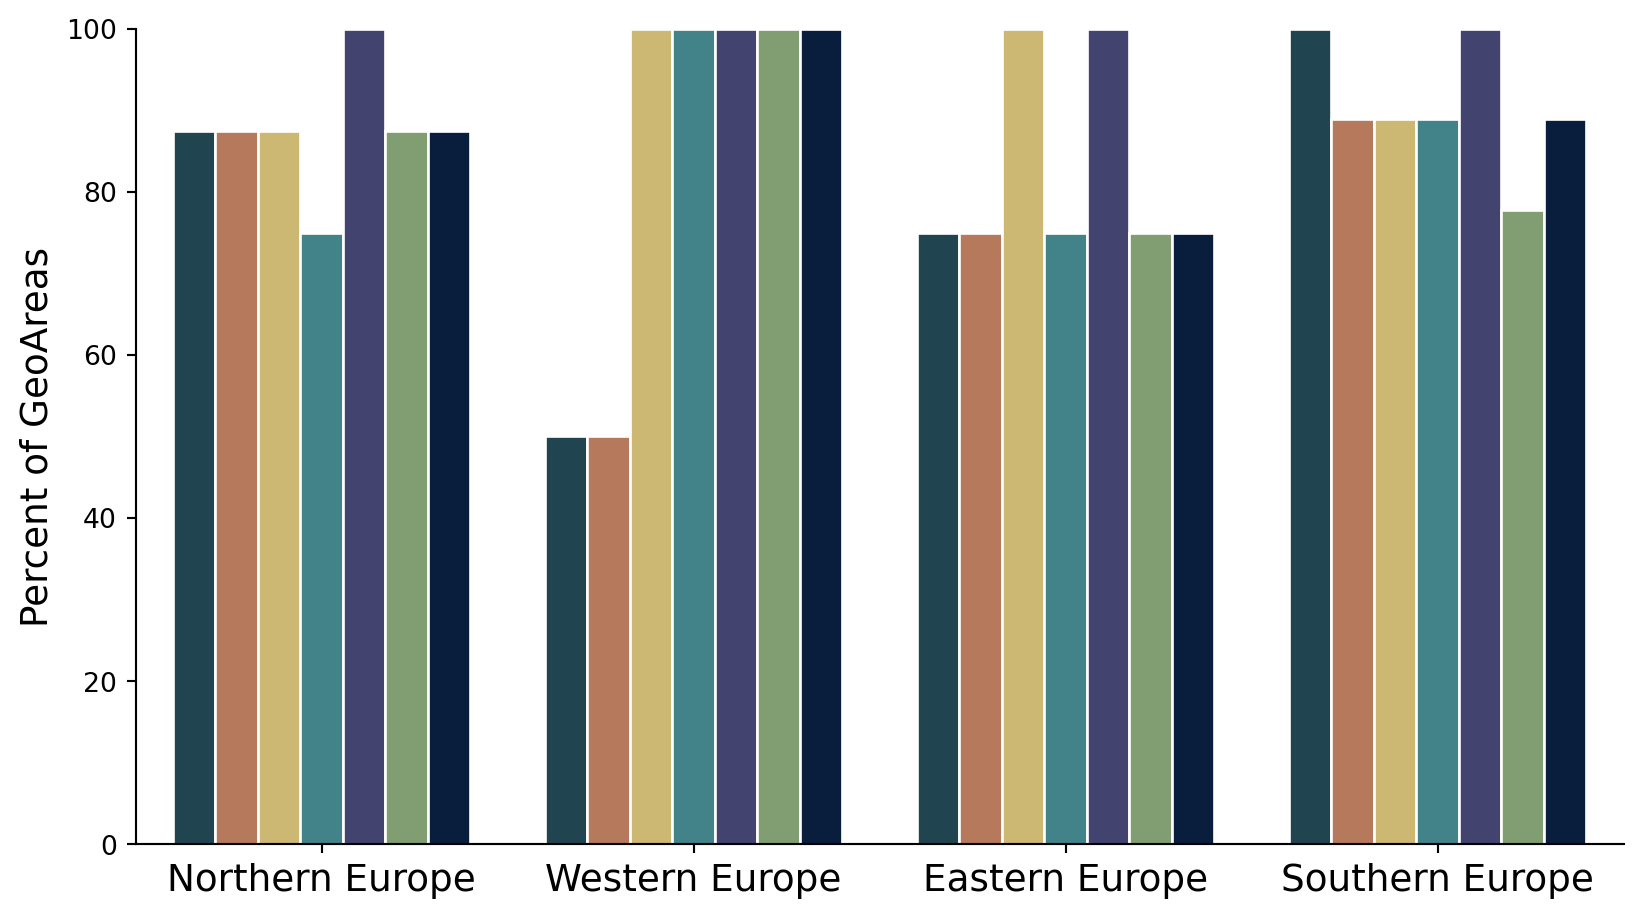 Percent of GeoAreas
100
80
60
40
20
0
Northern Europe
Western Europe
Eastern Europe
Southern Europe